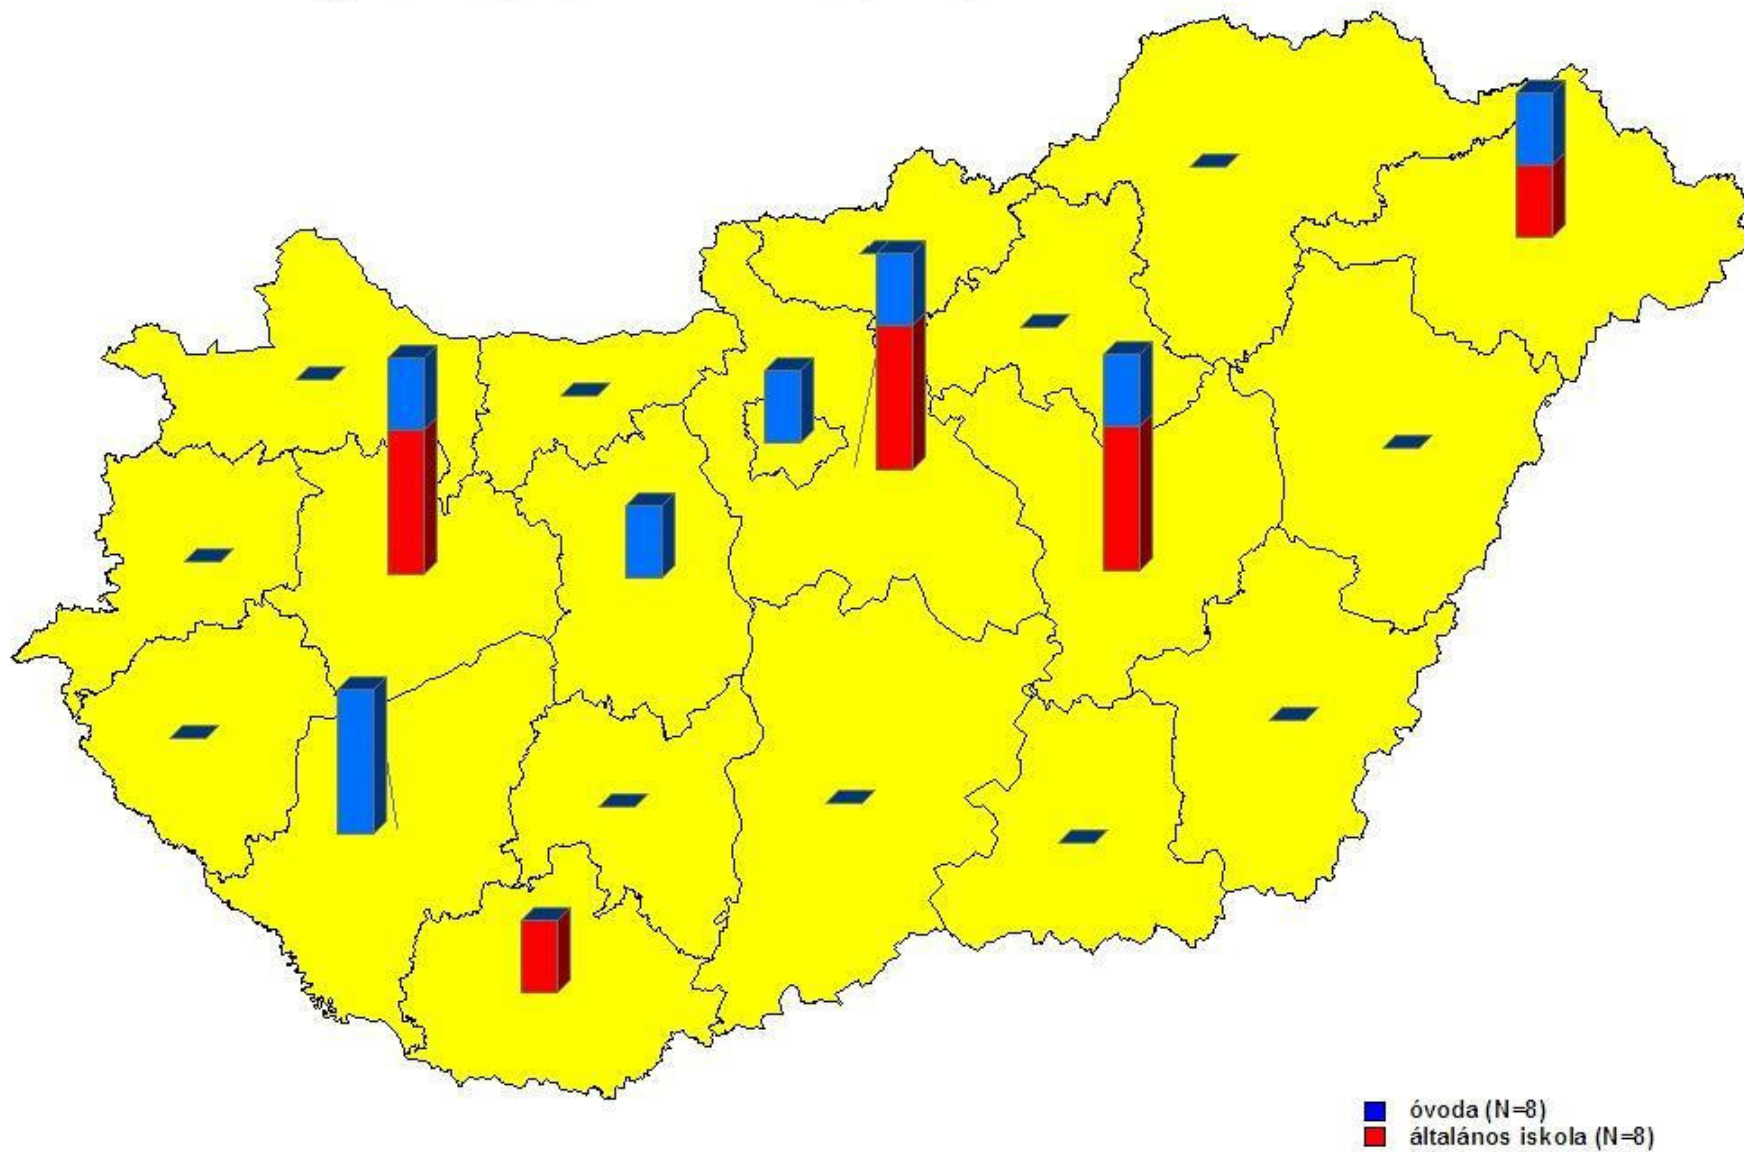 óvoda (N=8)
általános iskola (N=8)